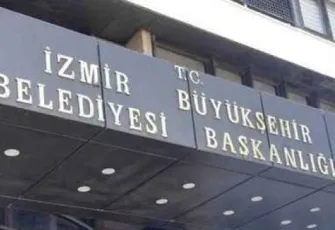 T.C.
İZMİR BÜYÜKŞEHİR
BELEDİYESİ BAŞKANLIĞI